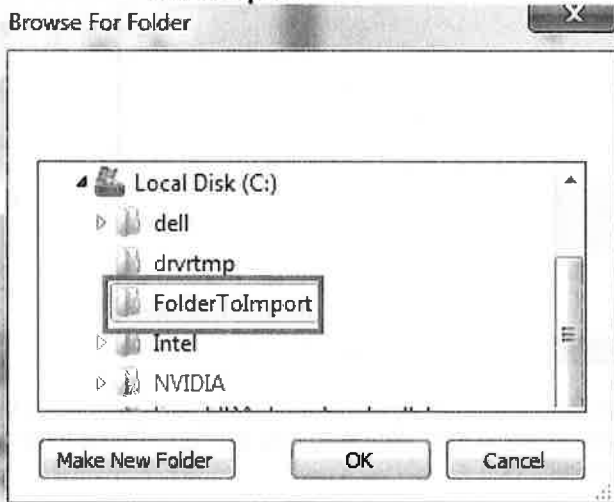 Browse For Folder
Local Disk (C:)
dell
drvrtmp
FolderToImport
Intel
NVIDIA
Make New Folder
OK
Cancel